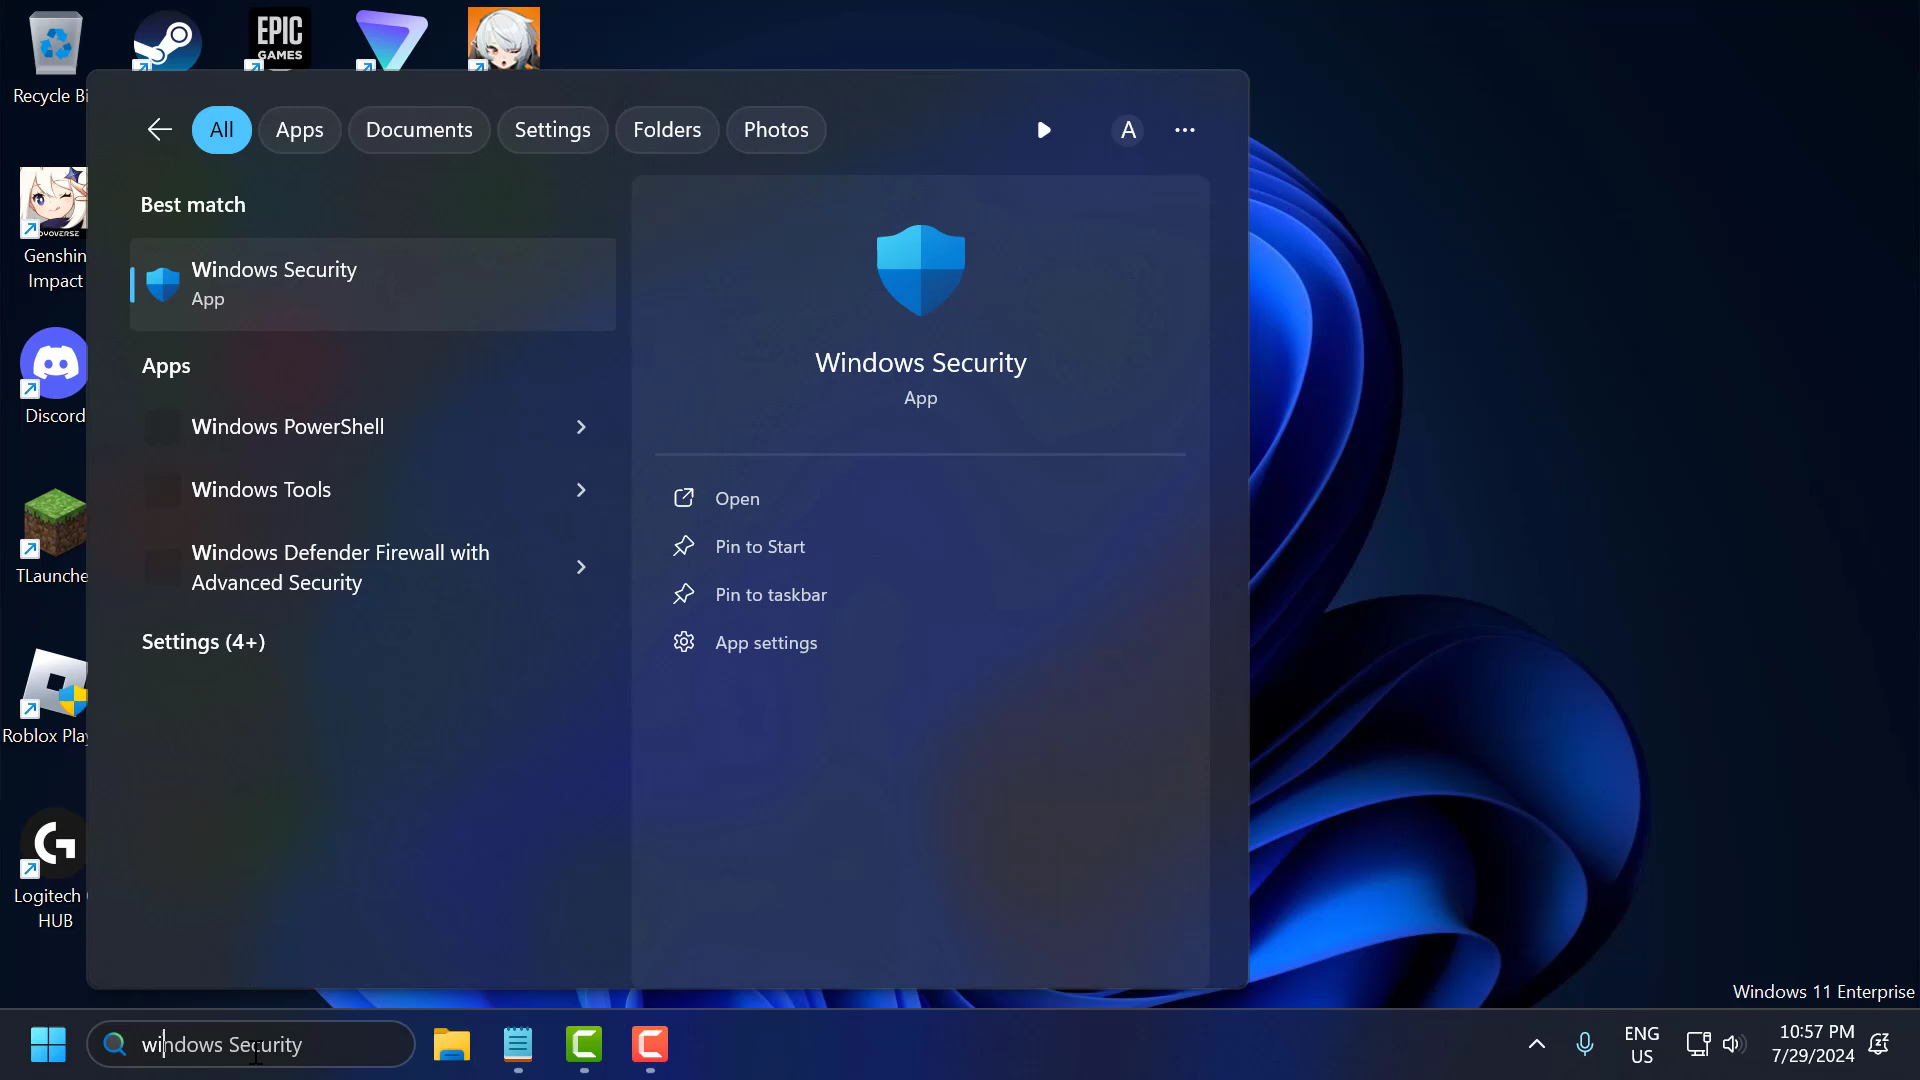 EPIC
GAMES
Recycle Bi
OVOVERSE
Genshin
Impact
Discord
TLaunche
Roblox Play
Logitech
HUB
All
Apps
Documents
Settings
Folders
Photos
A
Best match
Windows Security
App
Apps
Windows PowerShell
Windows Tools
Windows Defender Firewall with
Advanced Security
Settings (4+)
Windows Security
App
Open
Pin to Start
Pin to taskbar
App settings
Windows 11 Enterprise
windows Security
ENG
US
10:57 PM
7/29/2024